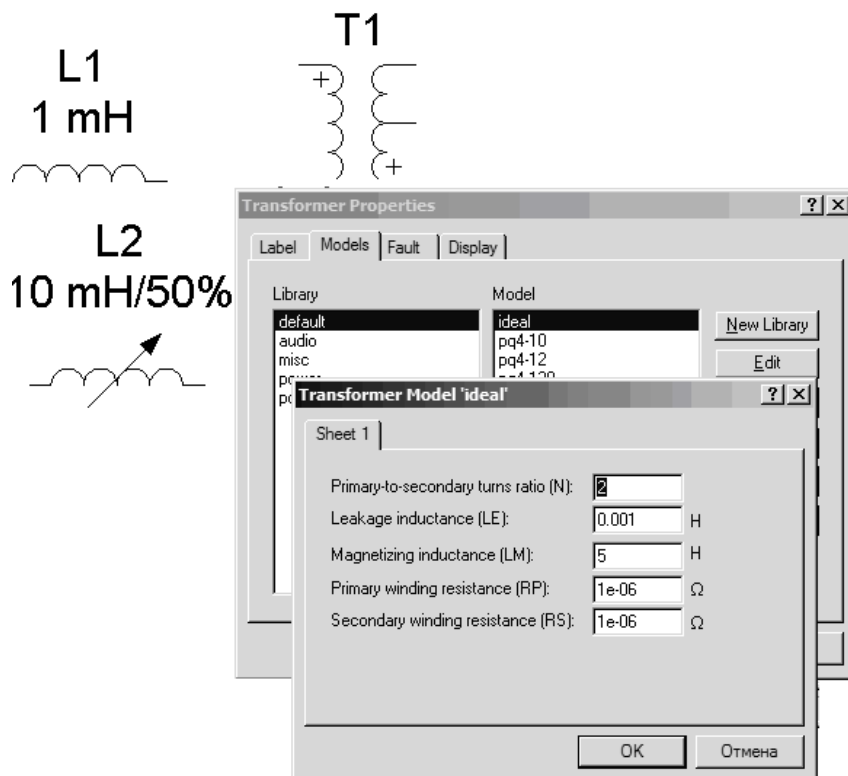 T1
L1
1 mH
+
+
L2
10 mH/50%
Transformer Properties
Label Models Fault Display
Library Model
default ideal New Library
audio pq4-10
misc pq4-12 Edit
Transformer Model 'ideal'
Sheet 1
Primary-to-secondary turns ratio (N): 2
Leakage inductance (LE): 0.001 H
Magnetizing inductance (LM): 5 H
Primary winding resistance (RP): 1e-06 Ω
Secondary winding resistance (RS): 1e-06 Ω
OK Отмена